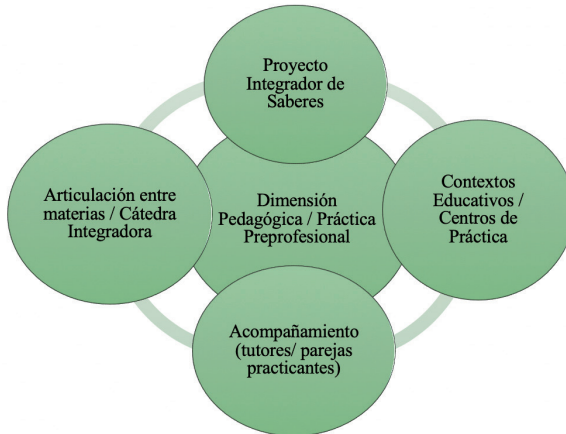 Proyecto
Integrador de
Saberes
Articulación entre
materias / Cátedra
Integradora
Dimensión
Pedagógica / Práctica
Preprofesional
Contextos
Educativos /
Centros de
Práctica
Acompañamiento
(tutores/ parejas
practicantes)